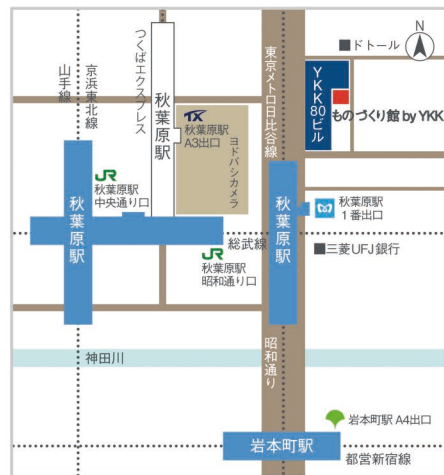 N
ドトール
つくばエクスプレス
東京メトロ日比谷線
山手線
京浜東北線
YKK80ビル
ものづくり館 by YKK
TX
秋葉原駅
秋葉原駅
A3出口
ヨドバシカメラ
JR
秋葉原駅
中央通り口
秋葉原駅
秋葉原駅
秋葉原駅
1番出口
総武線
JR
秋葉原駅
昭和通り口
三菱UFJ銀行
昭和通り
神田川
岩本町駅 A4出口
岩本町駅
都営新宿線